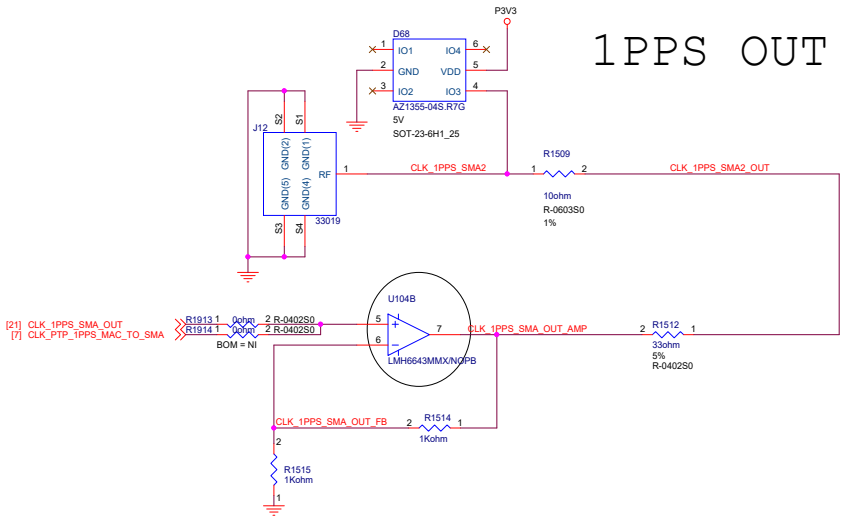 P3V3
1PPS OUT
D68
1 IO1 IO4 6
2 GND VDD 5
3 IO2 IO3 4
AZ1355-04S.R7G
5V
SOT-23-6H1_25
J12
S2 S1
GND(2) GND(1)
GND(5) GND(4)
RF 1
S3 S4
33019
CLK_1PPS_SMA2
R1509
1 2
10ohm
R-0603S0
1%
CLK_1PPS_SMA2_OUT
U104B
[21] CLK_1PPS_SMA_OUT R1913 1 0ohm 2 R-0402S0
[7] CLK_PTP_1PPS_MAC_TO_SMA R1914 1 0ohm 2 R-0402S0
BOM = NI
5 +
6 -
7
LMH6643MMX/NOPB
CLK_1PPS_SMA_OUT_AMP
2 R1512 1
33ohm
5%
R-0402S0
CLK_1PPS_SMA_OUT_FB
2 R1514 1
1Kohm
2
R1515
1Kohm
1